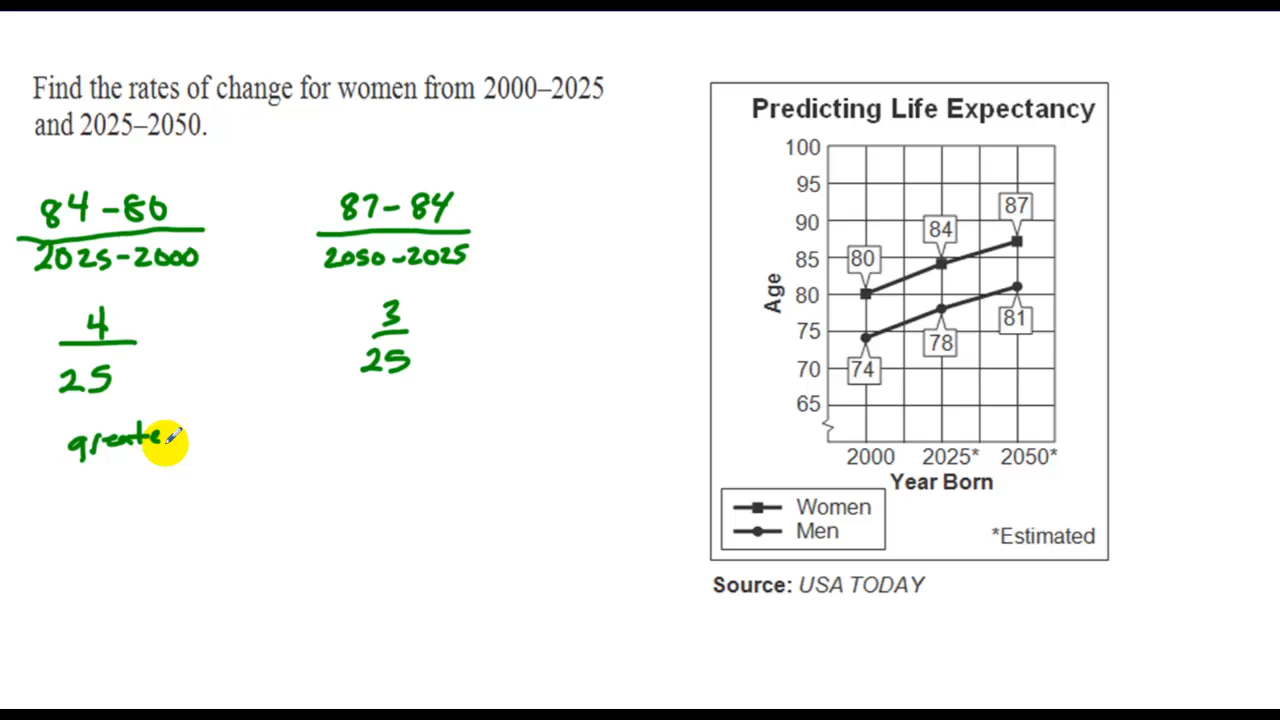 Find the rates of change for women from 2000–2025
and 2025–2050.
84 - 80
2025 - 2000
4
25
greater
87 - 84
2050 - 2025
3
25
Predicting Life Expectancy
100
95
90
85
80
75
70
65
Age
80
84
87
74
78
81
2000 2025* 2050*
Year Born
Women
Men
*Estimated
Source: USA TODAY